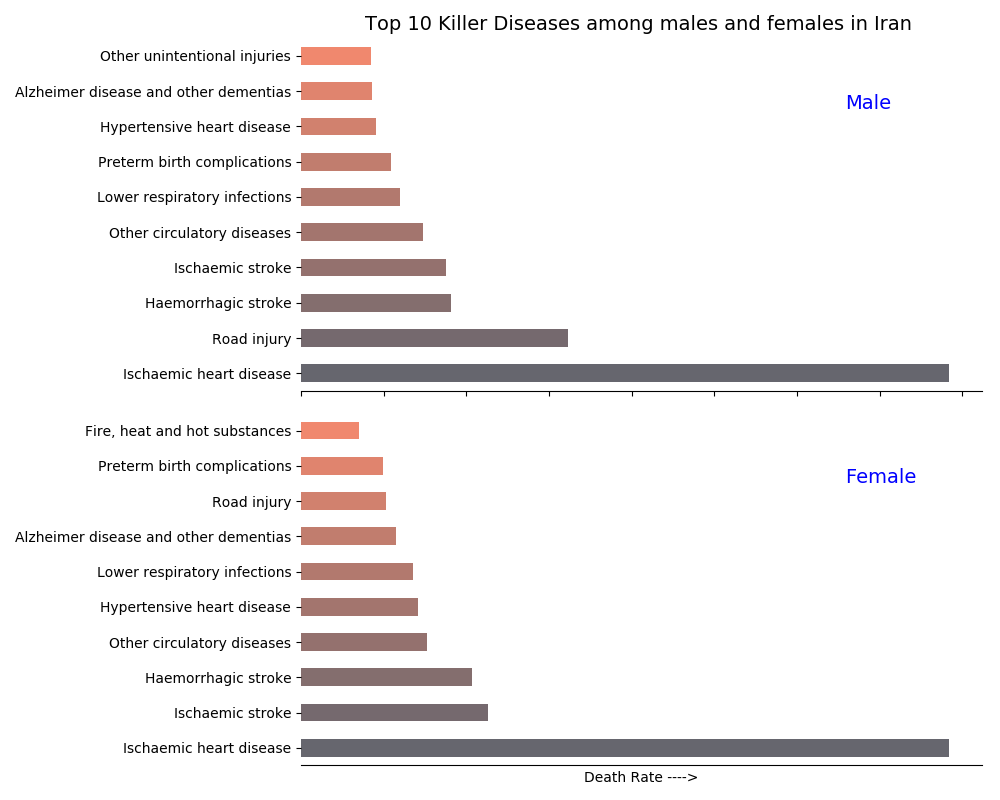 Top 10 Killer Diseases among males and females in Iran
Other unintentional injuries
Alzheimer disease and other dementias
Male
Hypertensive heart disease
Preterm birth complications
Lower respiratory infections
Other circulatory diseases
Ischaemic stroke
Haemorrhagic stroke
Road injury
Ischaemic heart disease
Fire, heat and hot substances
Preterm birth complications
Female
Road injury
Alzheimer disease and other dementias
Lower respiratory infections
Hypertensive heart disease
Other circulatory diseases
Haemorrhagic stroke
Ischaemic stroke
Ischaemic heart disease
Death Rate ---->